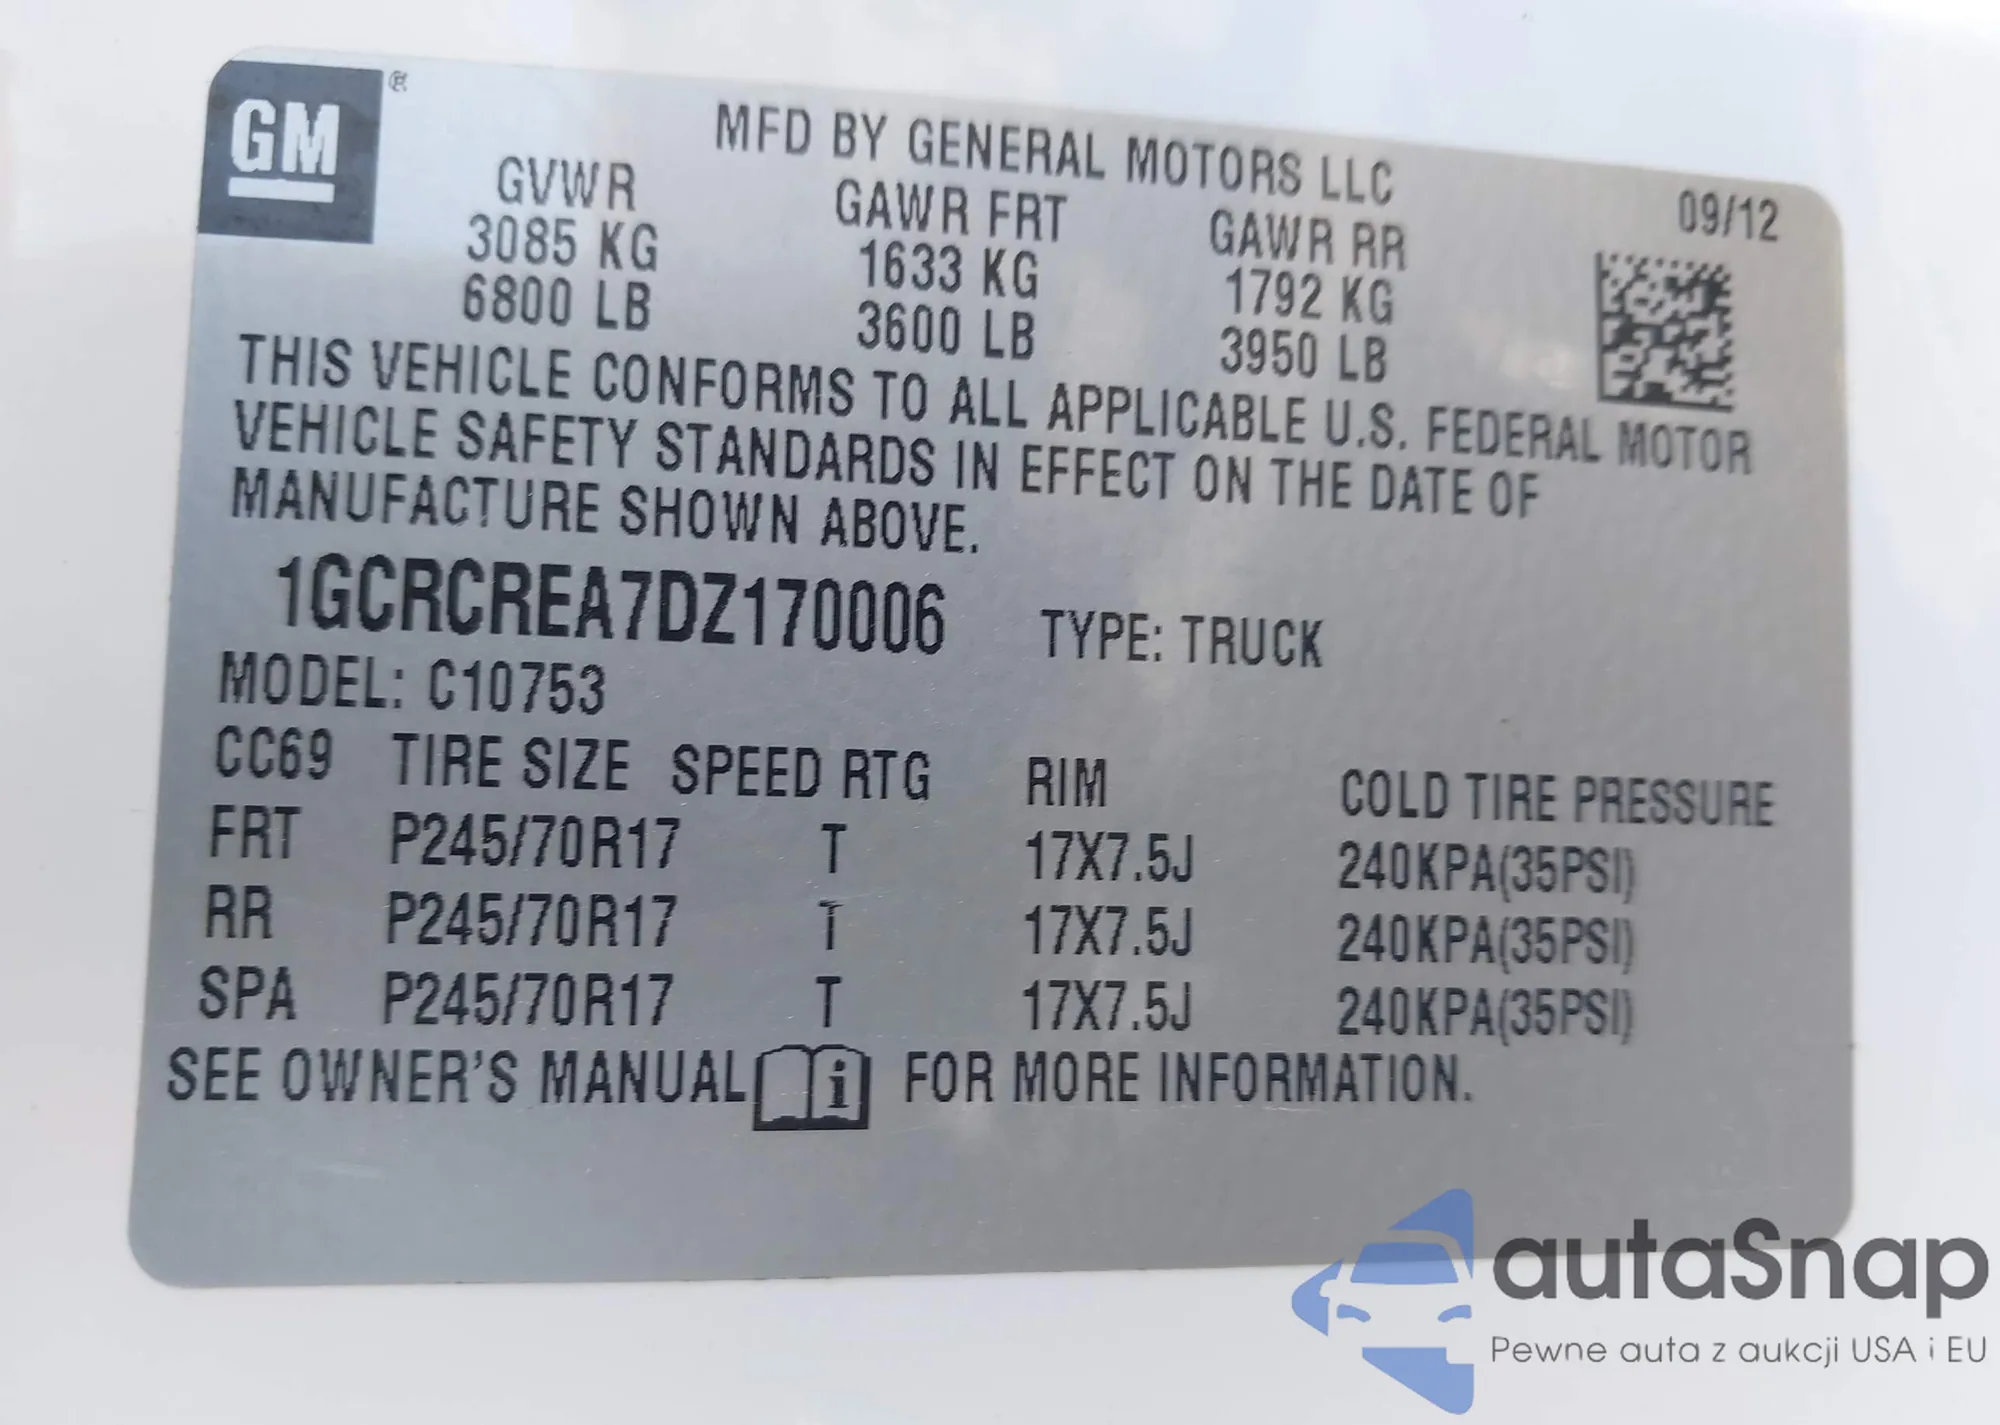 GM ®
MFD BY GENERAL MOTORS LLC
09/12
GVWR GAWR FRT GAWR RR
3085 KG 1633 KG 1792 KG
6800 LB 3600 LB 3950 LB
THIS VEHICLE CONFORMS TO ALL APPLICABLE U.S. FEDERAL MOTOR
VEHICLE SAFETY STANDARDS IN EFFECT ON THE DATE OF
MANUFACTURE SHOWN ABOVE.
1GCRCREA7DZ170006 TYPE: TRUCK
MODEL: C10753
CC69 TIRE SIZE SPEED RTG RIM COLD TIRE PRESSURE
FRT P245/70R17 T 17X7.5J 240KPA(35PSI)
RR P245/70R17 T 17X7.5J 240KPA(35PSI)
SPA P245/70R17 T 17X7.5J 240KPA(35PSI)
SEE OWNER'S MANUAL i FOR MORE INFORMATION.
autaSnap
Pewne auta z aukcji USA i EU